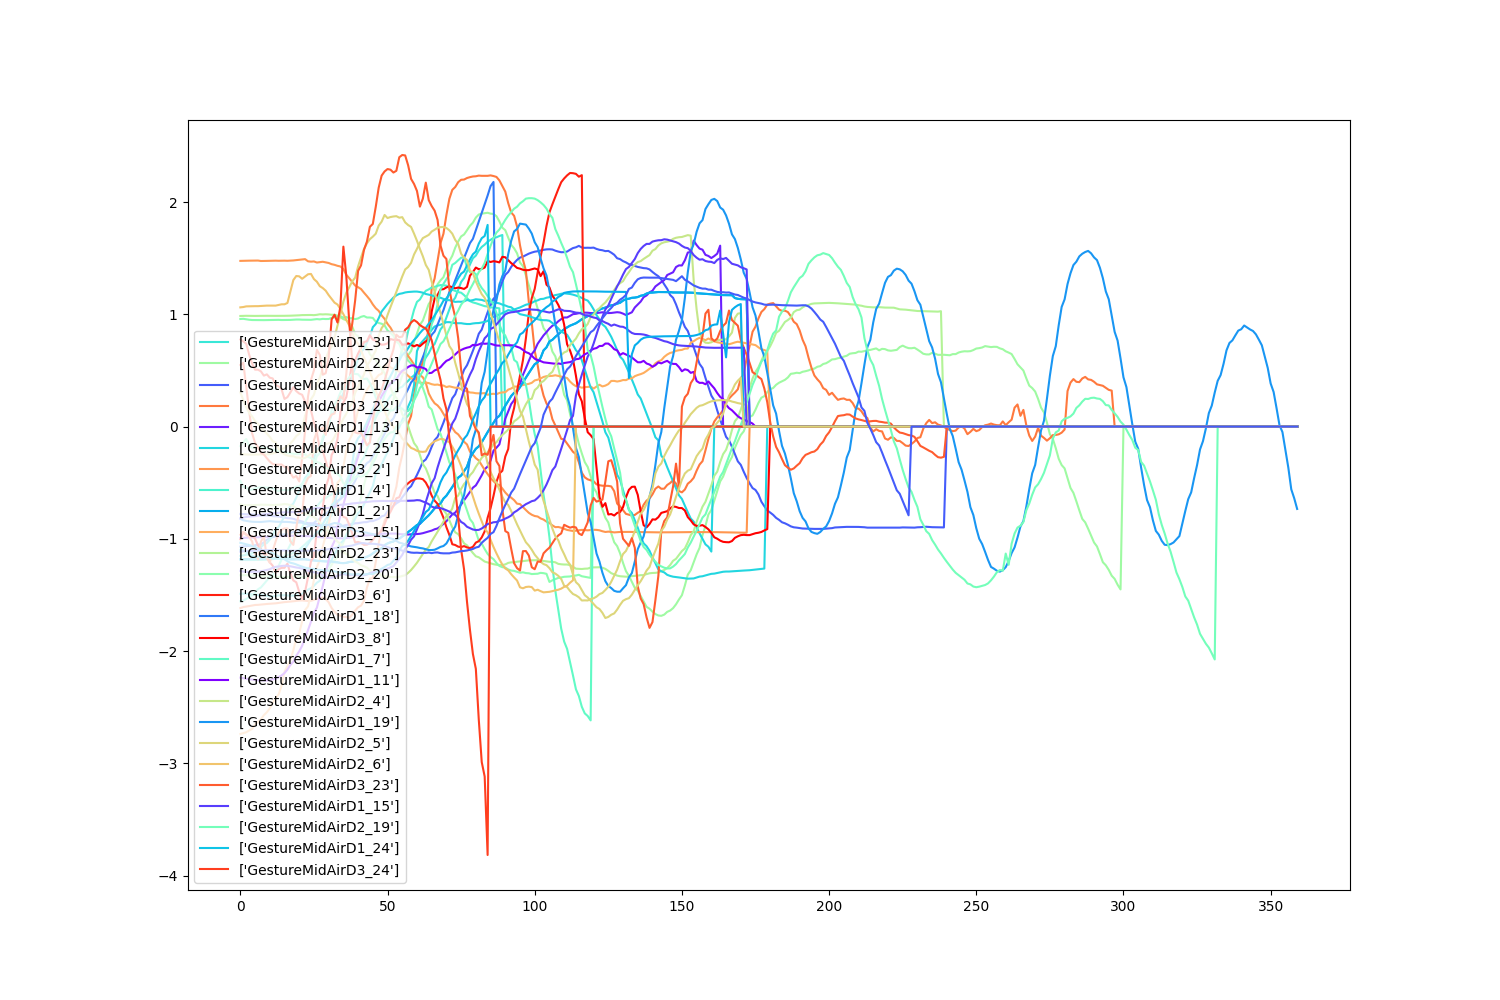 2
1
0
−1
−2
−3
−4
['GestureMidAirD1_3']
['GestureMidAirD2_22']
['GestureMidAirD1_17']
['GestureMidAirD3_22']
['GestureMidAirD1_13']
['GestureMidAirD1_25']
['GestureMidAirD3_2']
['GestureMidAirD1_4']
['GestureMidAirD1_2']
['GestureMidAirD3_15']
['GestureMidAirD2_23']
['GestureMidAirD2_20']
['GestureMidAirD3_6']
['GestureMidAirD1_18']
['GestureMidAirD3_8']
['GestureMidAirD1_7']
['GestureMidAirD1_11']
['GestureMidAirD2_4']
['GestureMidAirD1_19']
['GestureMidAirD2_5']
['GestureMidAirD2_6']
['GestureMidAirD3_23']
['GestureMidAirD1_15']
['GestureMidAirD2_19']
['GestureMidAirD1_24']
['GestureMidAirD3_24']
0 50 100 150 200 250 300 350